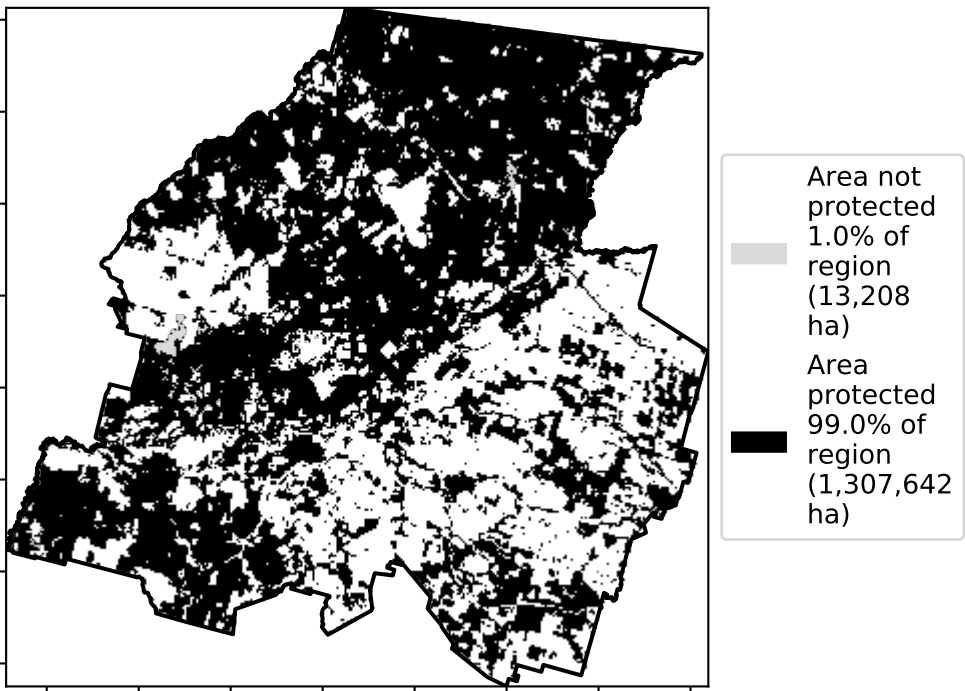 Area not
protected
1.0% of
region
(13,208
ha)
Area
protected
99.0% of
region
(1,307,642
ha)